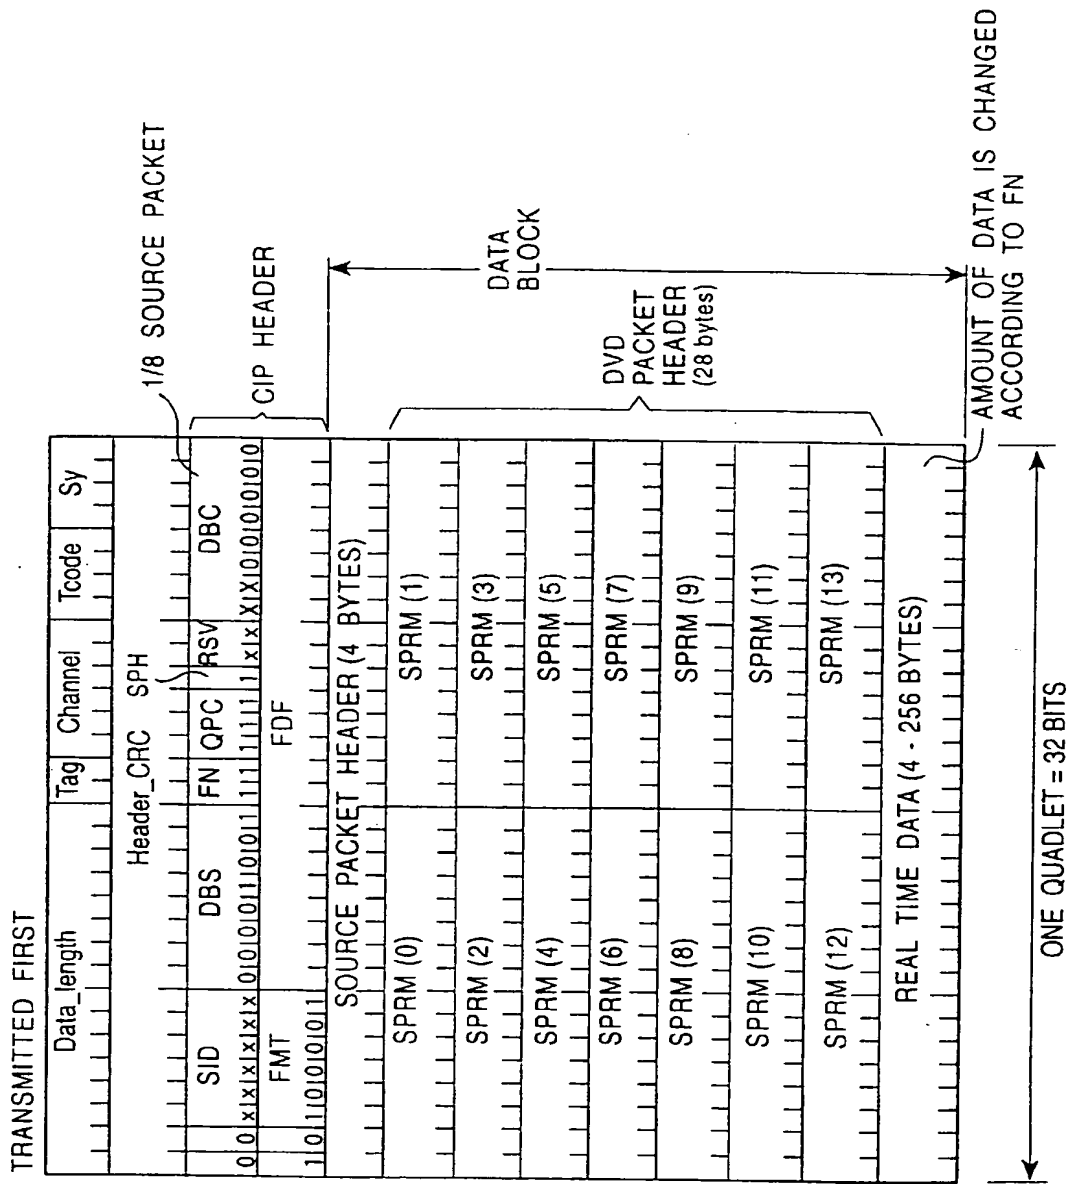 TRANSMITTED FIRST
Data_length Tag Channel Tcode Sy
Header_CRC SPH
1/8 SOURCE PACKET
SID DBS FN QPC RSV DBC
0 0 x|x|x|x|x|x 0|0|0|0|1|0|0|1 1|1 1|1|1 1 x|x x|x|x|0|0|0|0|0
CIP HEADER
FMT FDF
1 0 1|0|0|0|0|1
SOURCE PACKET HEADER (4 BYTES)
DATA
BLOCK
SPRM (0) SPRM (1)
SPRM (2) SPRM (3)
SPRM (4) SPRM (5)
SPRM (6) SPRM (7)
SPRM (8) SPRM (9)
SPRM (10) SPRM (11)
SPRM (12) SPRM (13)
DVD
PACKET
HEADER
(28 bytes)
REAL TIME DATA (4 - 256 BYTES)
AMOUNT OF DATA IS CHANGED
ACCORDING TO FN
ONE QUADLET = 32 BITS